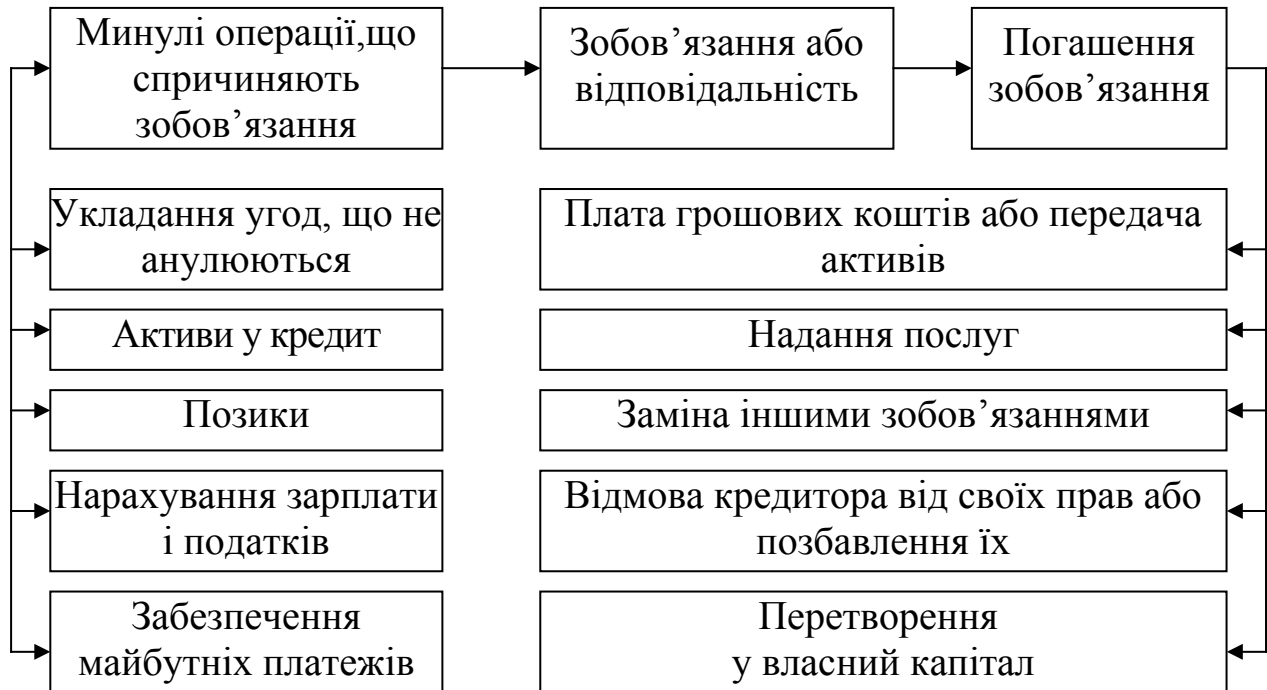 Минулі операції,що
спричиняють
зобов’язання
Зобов’язання або
відповідальність
Погашення
зобов’язання
Укладання угод, що не
анулюються
Плата грошових коштів або передача
активів
Активи у кредит
Надання послуг
Позики
Заміна іншими зобов’язаннями
Нарахування зарплати
і податків
Відмова кредитора від своїх прав або
позбавлення їх
Забезпечення
майбутніх платежів
Перетворення
у власний капітал